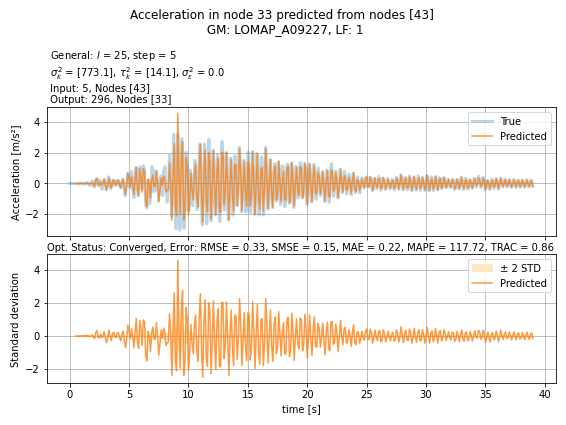 Acceleration in node 33 predicted from nodes [43]
GM: LOMAP_A09227, LF: 1
General: l = 25, step = 5
σ²ₖ = [773.1], τ²ₖ = [14.1], σ²ε = 0.0
Input: 5, Nodes [43]
Output: 296, Nodes [33]
Acceleration [m/s²]
4
2
0
−2
True
Predicted
Opt. Status: Converged, Error: RMSE = 0.33, SMSE = 0.15, MAE = 0.22, MAPE = 117.72, TRAC = 0.86
Standard deviation
4
2
0
−2
± 2 STD
Predicted
0 5 10 15 20 25 30 35 40
time [s]